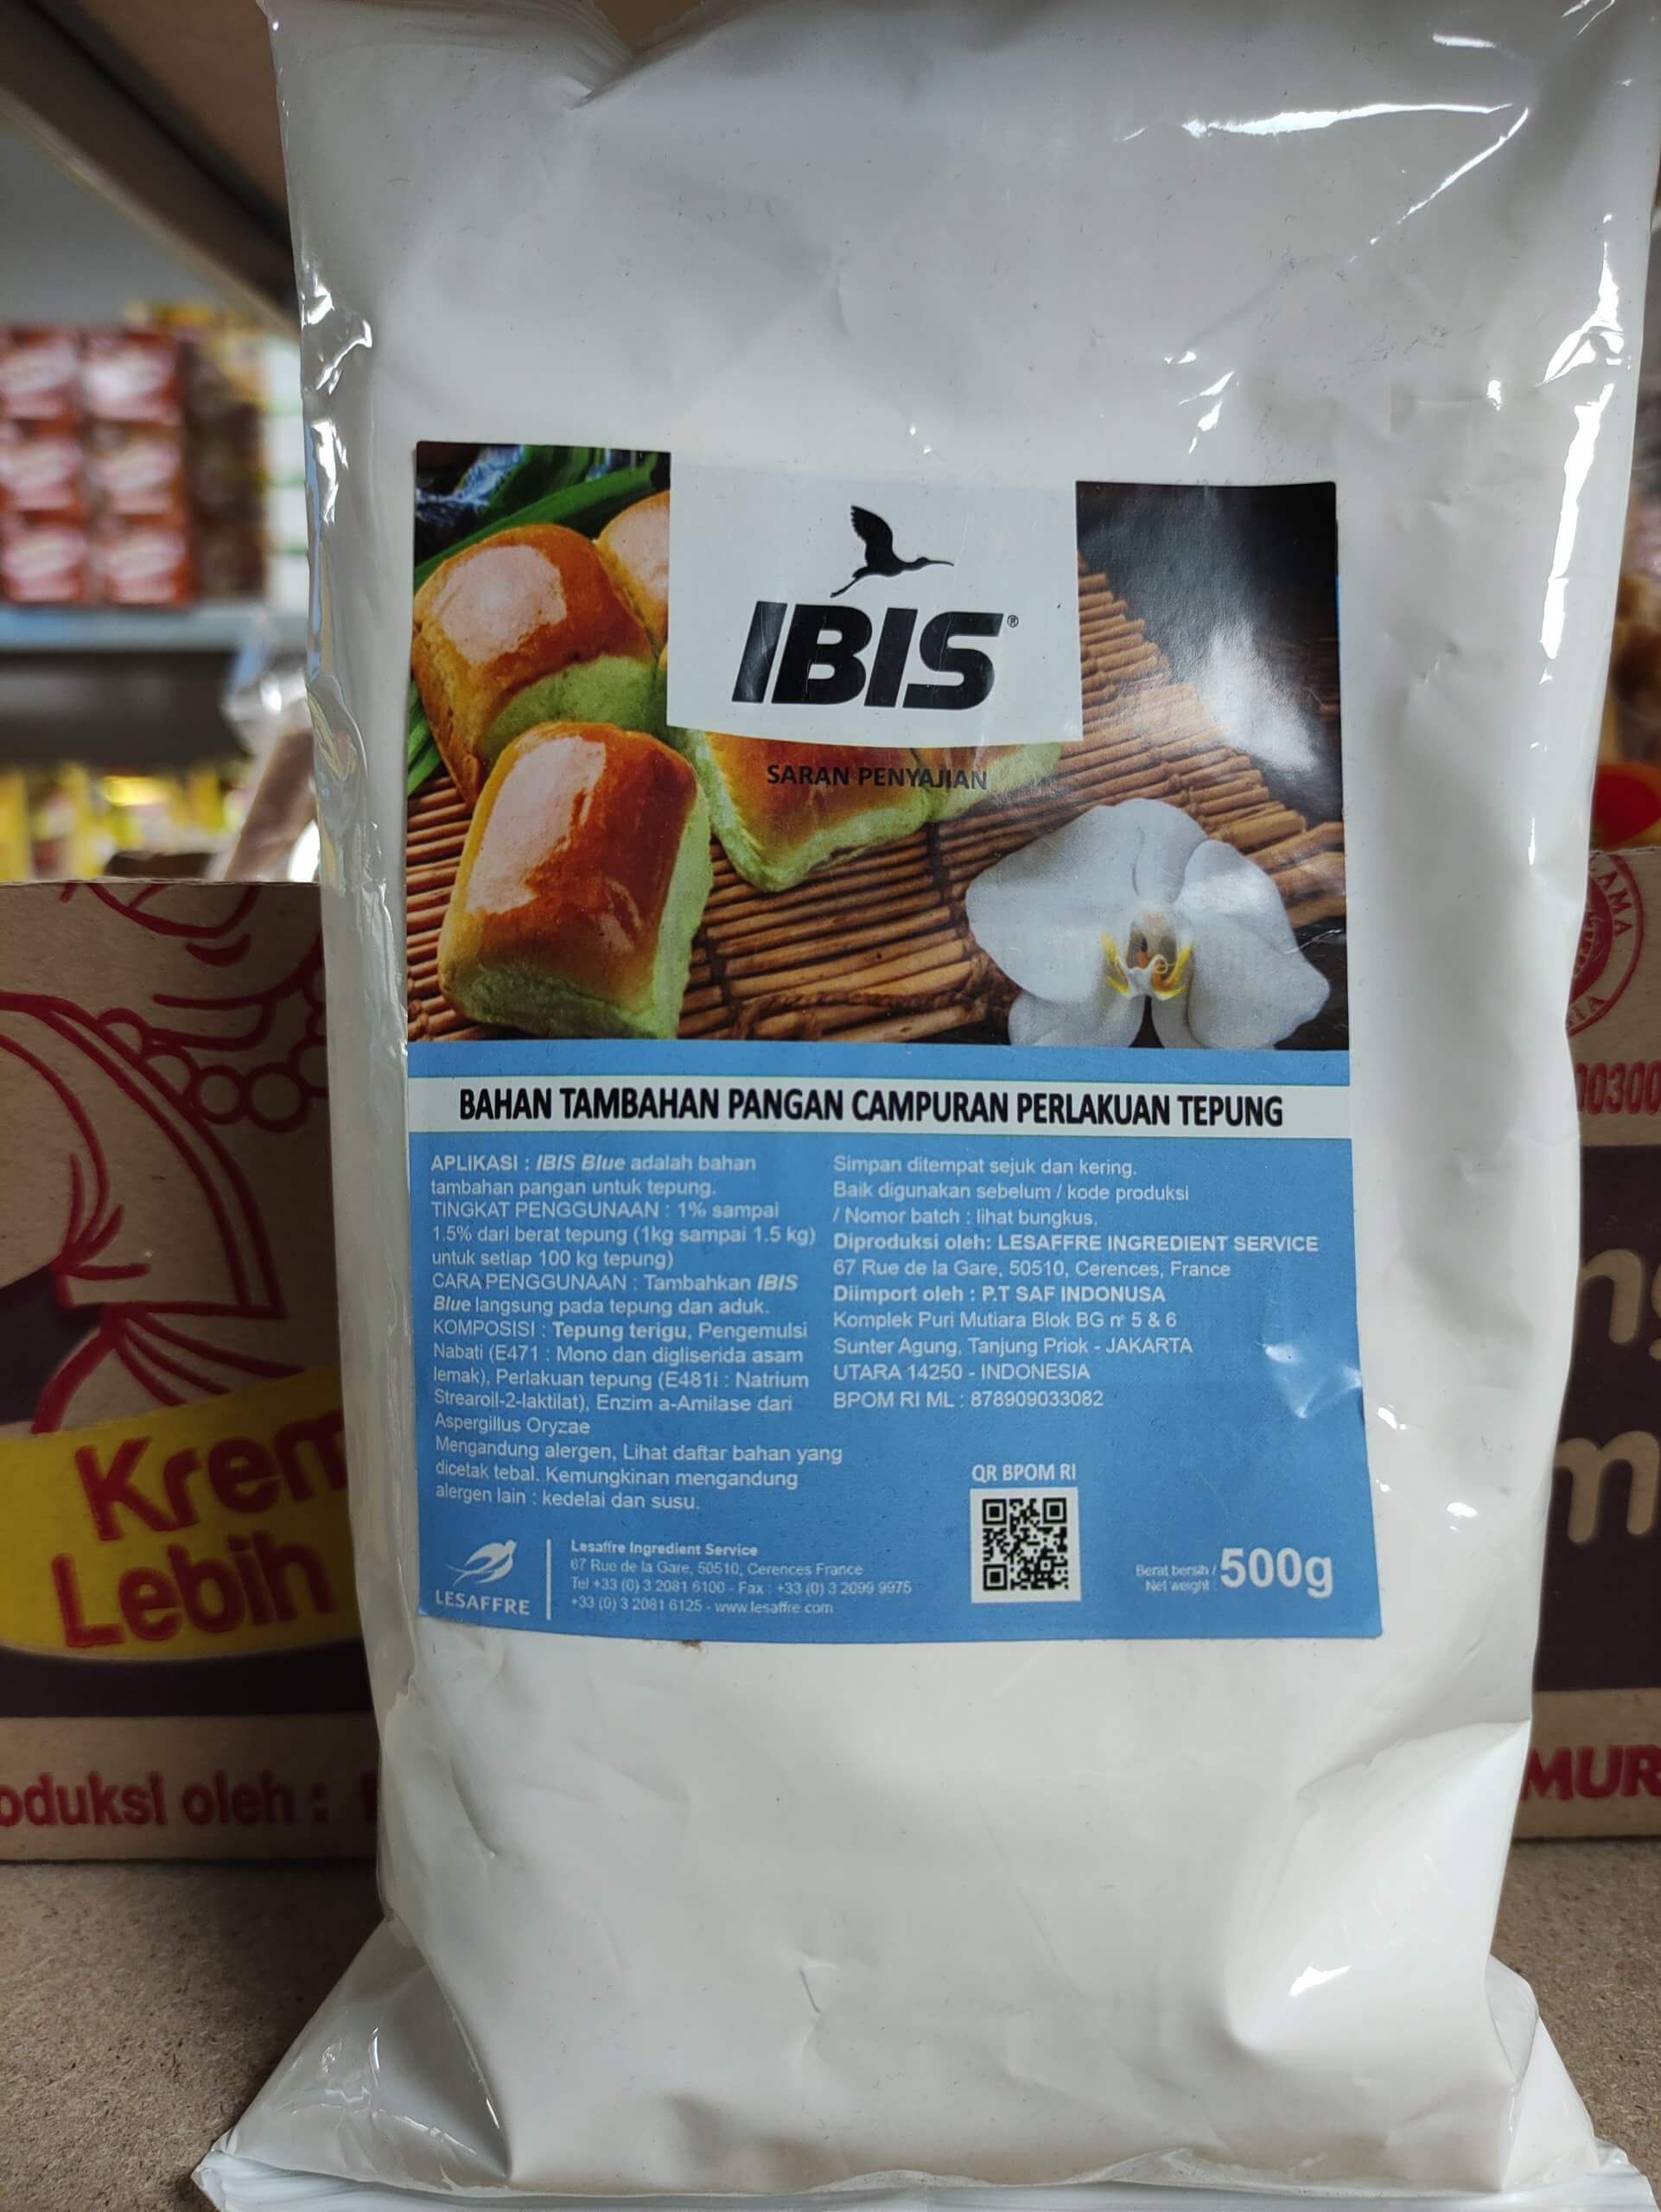 IBIS®
SARAN PENYAJIAN
BAHAN TAMBAHAN PANGAN CAMPURAN PERLAKUAN TEPUNG
APLIKASI : IBIS Blue adalah bahan
tambahan pangan untuk tepung.
TINGKAT PENGGUNAAN : 1% sampai
1.5% dari berat tepung (1kg sampai 1.5 kg)
untuk setiap 100 kg tepung)
CARA PENGGUNAAN : Tambahkan IBIS
Blue langsung pada tepung dan aduk.
KOMPOSISI : Tepung terigu, Pengemulsi
Nabati (E471 : Mono dan digliserida asam
lemak), Perlakuan tepung (E481i : Natrium
Strearoil-2-laktilat), Enzim a-Amilase dari
Aspergillus Oryzae
Mengandung alergen, Lihat daftar bahan yang
dicetak tebal. Kemungkinan mengandung
alergen lain : kedelai dan susu.
Simpan ditempat sejuk dan kering.
Baik digunakan sebelum / kode produksi
/ Nomor batch : lihat bungkus.
Diproduksi oleh: LESAFFRE INGREDIENT SERVICE
67 Rue de la Gare, 50510, Cerences, France
Diimport oleh : P.T SAF INDONUSA
Komplek Puri Mutiara Blok BG n° 5 & 6
Sunter Agung, Tanjung Priok - JAKARTA
UTARA 14250 - INDONESIA
BPOM RI ML : 878909033082
QR BPOM RI
LESAFFRE
Lesaffre Ingredient Service
67 Rue de la Gare, 50510, Cerences France
Tel +33 (0) 3 2081 6100 - Fax : +33 (0) 3 2099 9975
+33 (0) 3 2081 6125 - www.lesaffre.com
Berat bersih /
Net weight :
500g
Krem
Lebih
oduksi oleh :
AMA
00300
ng
m
MUR